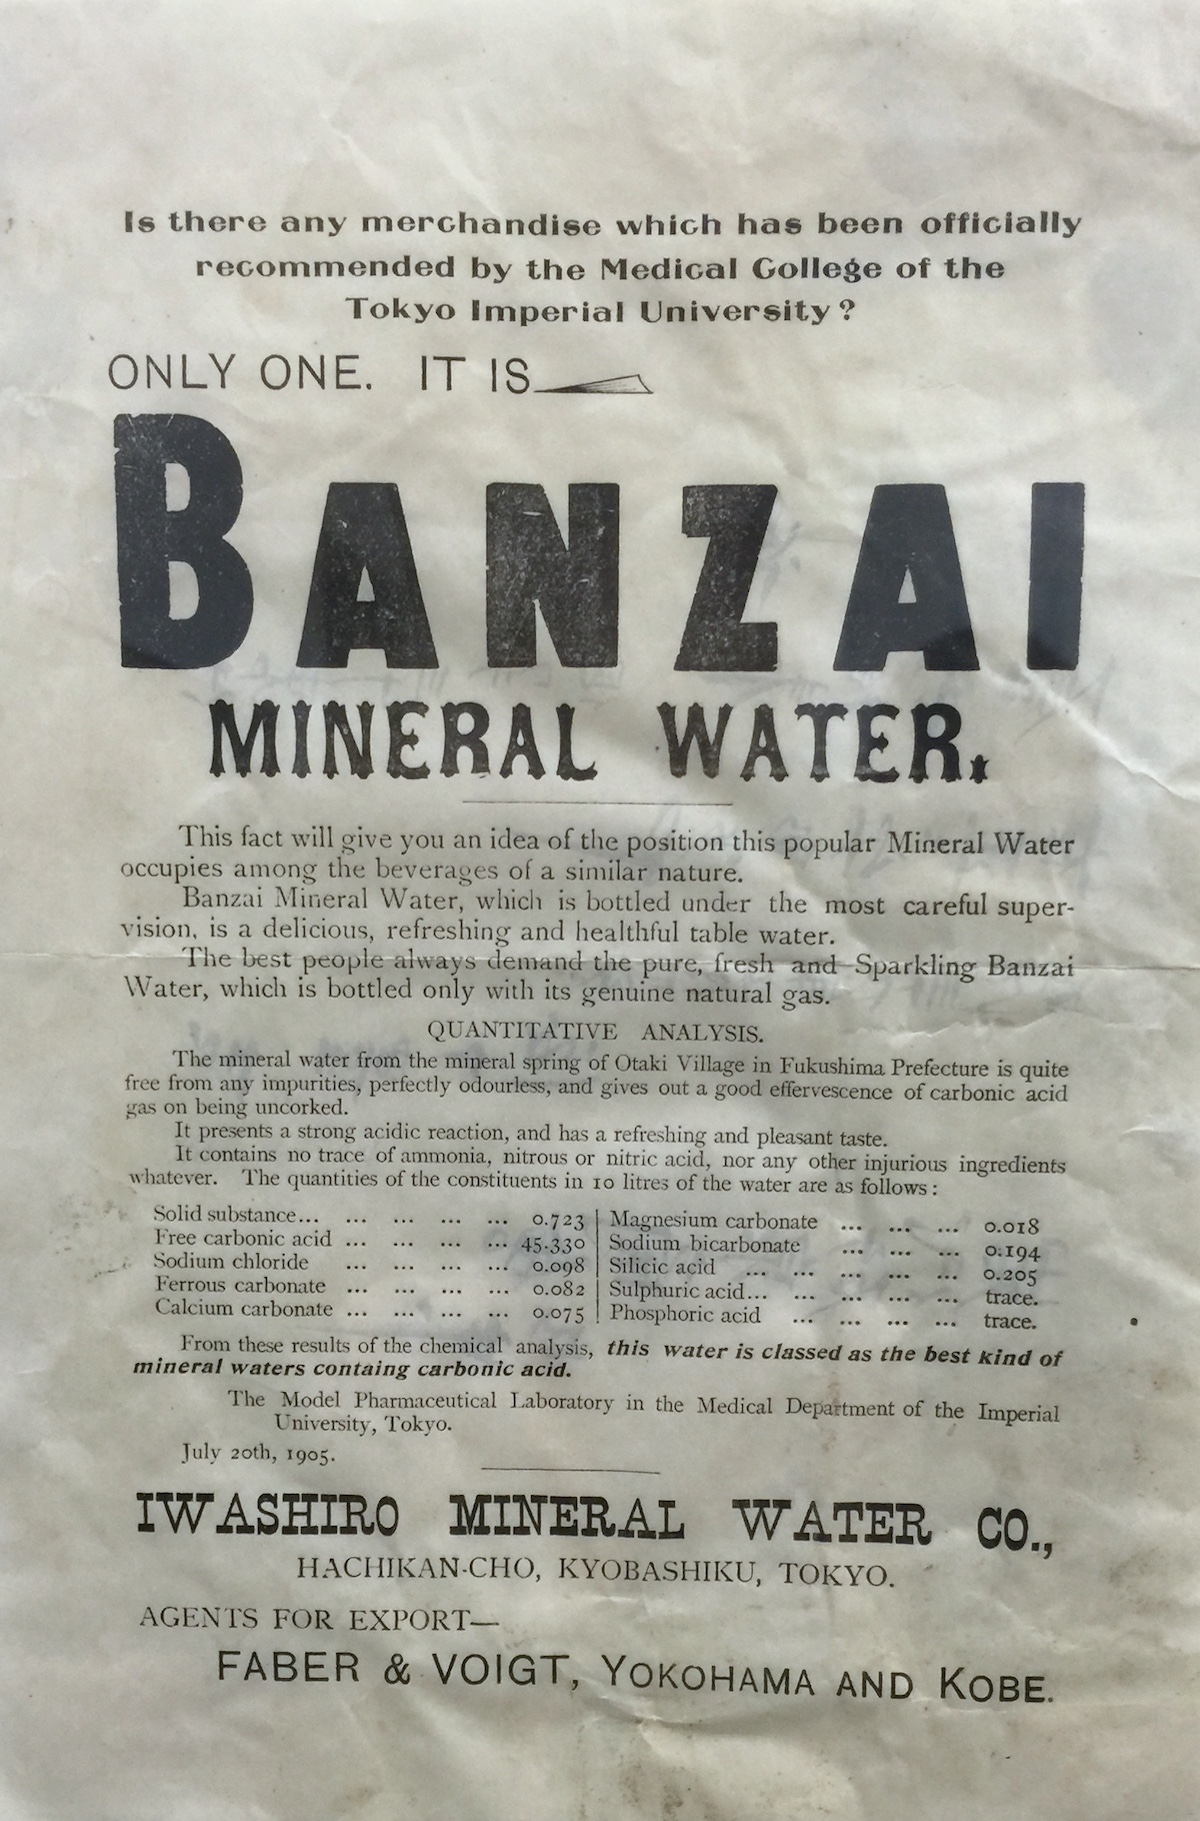 Is there any merchandise which has been officially
recommended by the Medical College of the
Tokyo Imperial University?
ONLY ONE. IT IS
BANZAI
MINERAL WATER.
This fact will give you an idea of the position this popular Mineral Water
occupies among the beverages of a similar nature.
Banzai Mineral Water, which is bottled under the most careful super-
vision, is a delicious, refreshing and healthful table water.
The best people always demand the pure, fresh and Sparkling Banzai
Water, which is bottled only with its genuine natural gas.
QUANTITATIVE ANALYSIS.
The mineral water from the mineral spring of Otaki Village in Fukushima Prefecture is quite
free from any impurities, perfectly odourless, and gives out a good effervescence of carbonic acid
gas on being uncorked.
It presents a strong acidic reaction, and has a refreshing and pleasant taste.
It contains no trace of ammonia, nitrous or nitric acid, nor any other injurious ingredients
whatever. The quantities of the constituents in 10 litres of the water are as follows:
Solid substance... ... ... ... ... 0.723
Free carbonic acid ... ... ... ... ... 45.330
Sodium chloride ... ... ... ... 0.098
Ferrous carbonate ... ... ... ... 0.082
Calcium carbonate ... ... ... ... 0.075
Magnesium carbonate ... ... ... 0.018
Sodium bicarbonate ... ... ... 0.194
Silicic acid ... ... ... ... ... 0.205
Sulphuric acid... ... ... ... ... trace.
Phosphoric acid ... ... ... ... trace.
From these results of the chemical analysis, this water is classed as the best kind of
mineral waters containg carbonic acid.
The Model Pharmaceutical Laboratory in the Medical Department of the Imperial
University, Tokyo.
July 20th, 1905.
IWASHIRO MINERAL WATER CO.,
HACHIKAN-CHO, KYOBASHIKU, TOKYO.
AGENTS FOR EXPORT—
FABER & VOIGT, YOKOHAMA AND KOBE.